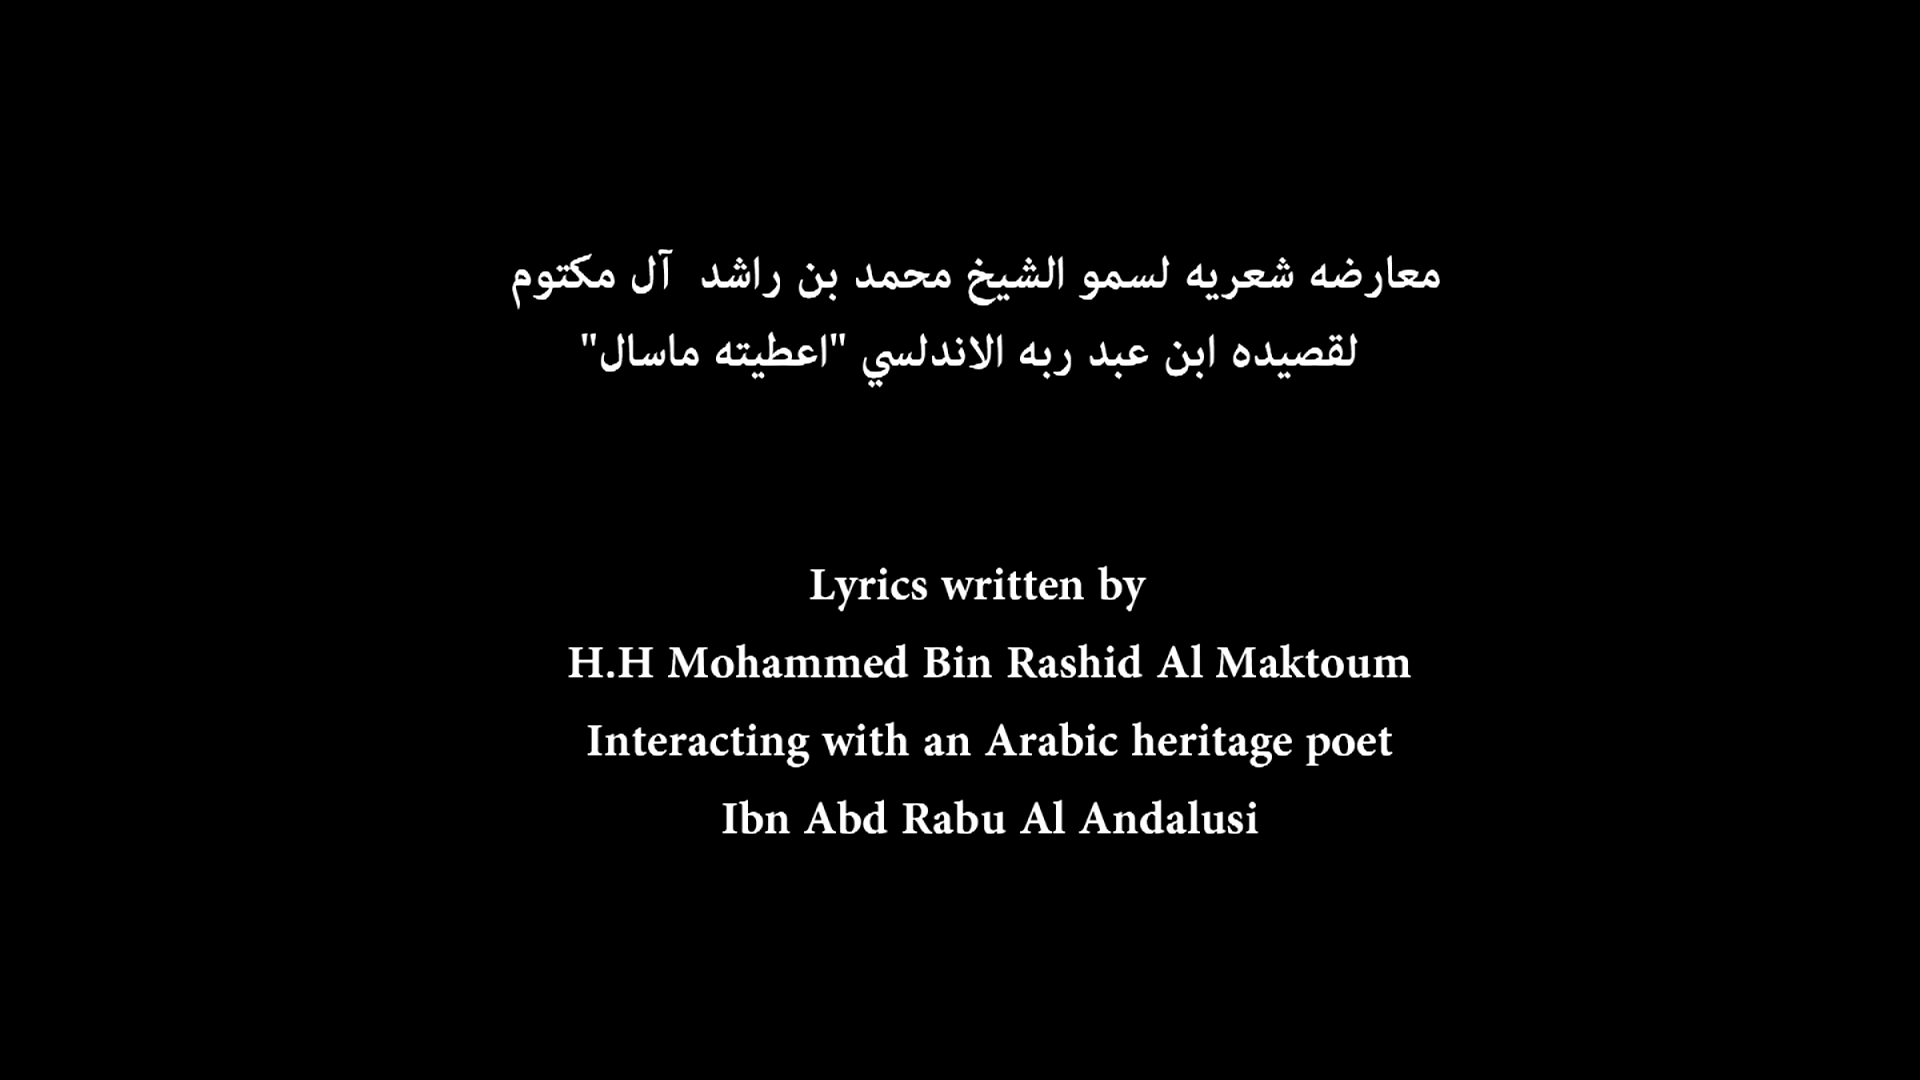 معارضه شعريه لسمو الشيخ محمد بن راشد آل مكتوم
لقصيده ابن عبد ربه الاندلسي "اعطيته ماسال"
Lyrics written by
H.H Mohammed Bin Rashid Al Maktoum
Interacting with an Arabic heritage poet
Ibn Abd Rabu Al Andalusi